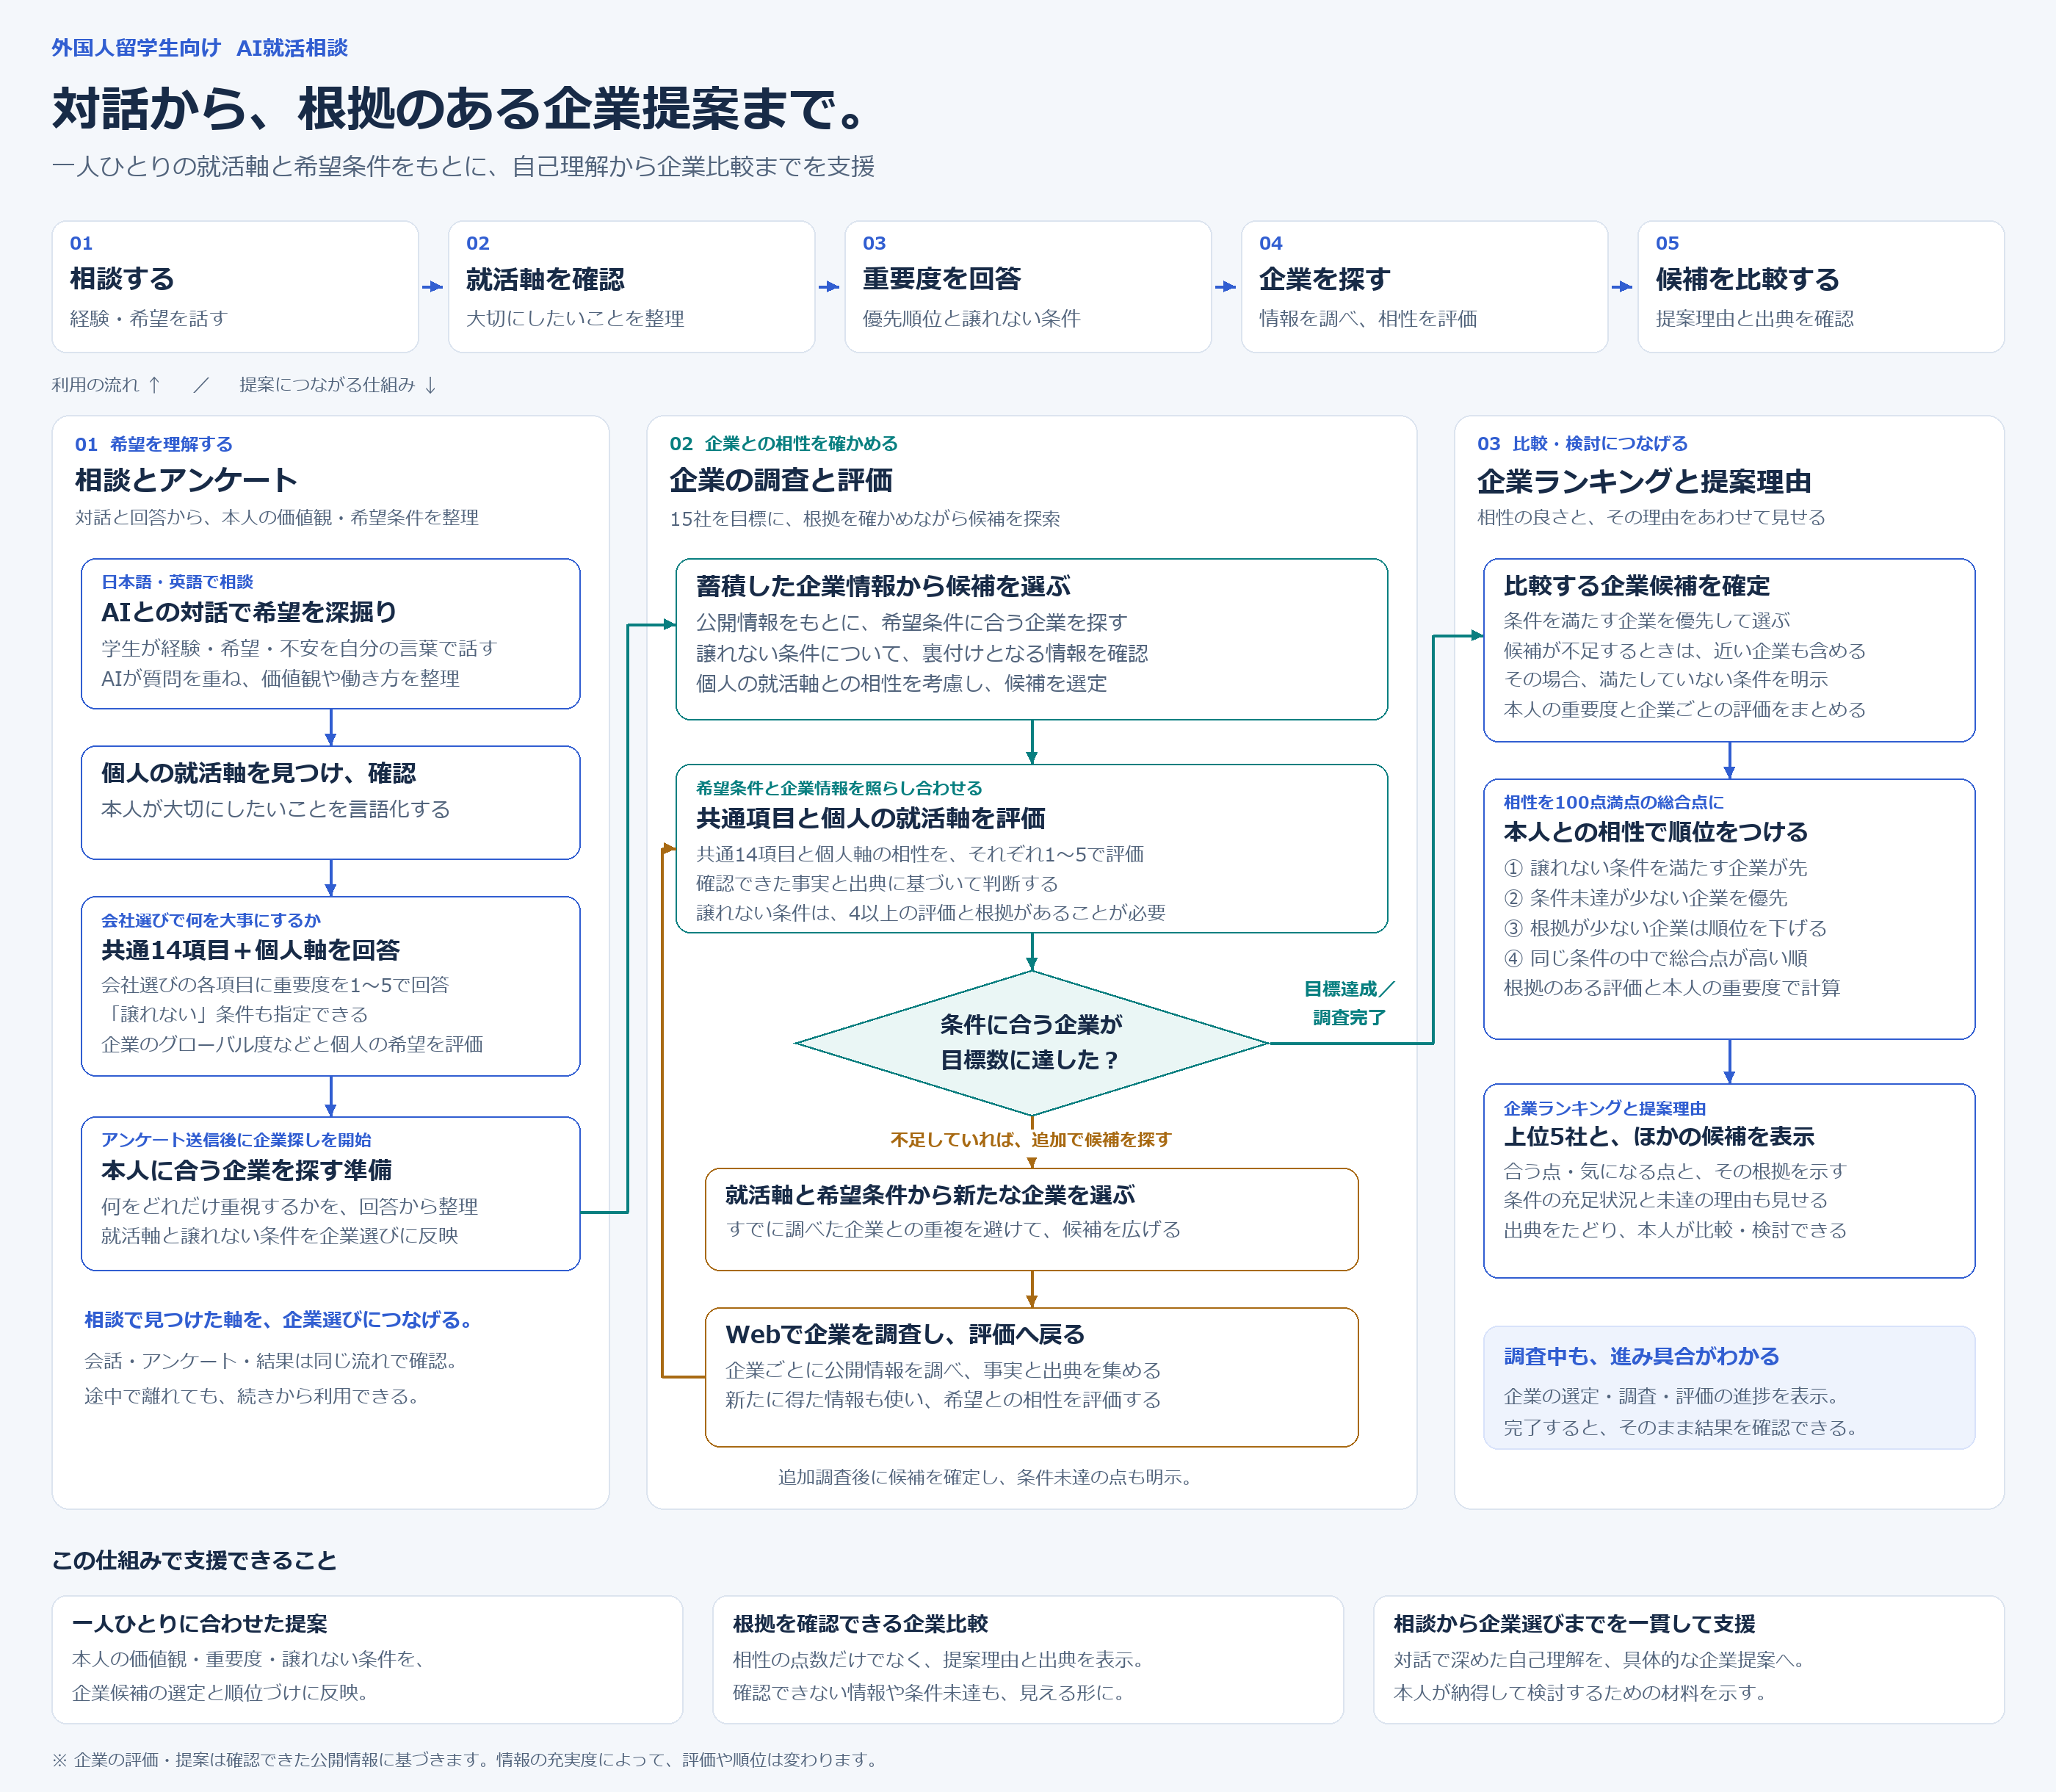 外国人留学生向け AI就活相談
対話から、根拠のある企業提案まで。
一人ひとりの就活軸と希望条件をもとに、自己理解から企業比較までを支援
01
相談する
経験・希望を話す
02
就活軸を確認
大切にしたいことを整理
03
重要度を回答
優先順位と譲れない条件
04
企業を探す
情報を調べ、相性を評価
05
候補を比較する
提案理由と出典を確認
利用の流れ ↑ ／ 提案につながる仕組み ↓
01 希望を理解する
相談とアンケート
対話と回答から、本人の価値観・希望条件を整理
日本語・英語で相談
AIとの対話で希望を深掘り
学生が経験・希望・不安を自分の言葉で話す
AIが質問を重ね、価値観や働き方を整理
個人の就活軸を見つけ、確認
本人が大切にしたいことを言語化する
会社選びで何を大事にするか
共通14項目＋個人軸を回答
会社選びの各項目に重要度を1～5で回答
「譲れない」条件も指定できる
企業のグローバル度などと個人の希望を評価
アンケート送信後に企業探しを開始
本人に合う企業を探す準備
何をどれだけ重視するかを、回答から整理
就活軸と譲れない条件を企業選びに反映
相談で見つけた軸を、企業選びにつなげる。
会話・アンケート・結果は同じ流れで確認。
途中で離れても、続きから利用できる。
02 企業との相性を確かめる
企業の調査と評価
15社を目標に、根拠を確かめながら候補を探索
蓄積した企業情報から候補を選ぶ
公開情報をもとに、希望条件に合う企業を探す
譲れない条件について、裏付けとなる情報を確認
個人の就活軸との相性を考慮し、候補を選定
希望条件と企業情報を照らし合わせる
共通項目と個人の就活軸を評価
共通14項目と個人軸の相性を、それぞれ1～5で評価
確認できた事実と出典に基づいて判断する
譲れない条件は、4以上の評価と根拠があることが必要
条件に合う企業が
目標数に達した？
目標達成／
調査完了
不足していれば、追加で候補を探す
就活軸と希望条件から新たな企業を選ぶ
すでに調べた企業との重複を避けて、候補を広げる
Webで企業を調査し、評価へ戻る
企業ごとに公開情報を調べ、事実と出典を集める
新たに得た情報も使い、希望との相性を評価する
追加調査後に候補を確定し、条件未達の点も明示。
03 比較・検討につなげる
企業ランキングと提案理由
相性の良さと、その理由をあわせて見せる
比較する企業候補を確定
条件を満たす企業を優先して選ぶ
候補が不足するときは、近い企業も含める
その場合、満たしていない条件を明示
本人の重要度と企業ごとの評価をまとめる
相性を100点満点の総合点に
本人との相性で順位をつける
① 譲れない条件を満たす企業が先
② 条件未達が少ない企業を優先
③ 根拠が少ない企業は順位を下げる
④ 同じ条件の中で総合点が高い順
根拠のある評価と本人の重要度で計算
企業ランキングと提案理由
上位5社と、ほかの候補を表示
合う点・気になる点と、その根拠を示す
条件の充足状況と未達の理由も見せる
出典をたどり、本人が比較・検討できる
調査中も、進み具合がわかる
企業の選定・調査・評価の進捗を表示。
完了すると、そのまま結果を確認できる。
この仕組みで支援できること
一人ひとりに合わせた提案
本人の価値観・重要度・譲れない条件を、
企業候補の選定と順位づけに反映。
根拠を確認できる企業比較
相性の点数だけでなく、提案理由と出典を表示。
確認できない情報や条件未達も、見える形に。
相談から企業選びまでを一貫して支援
対話で深めた自己理解を、具体的な企業提案へ。
本人が納得して検討するための材料を示す。
※ 企業の評価・提案は確認できた公開情報に基づきます。情報の充実度によって、評価や順位は変わります。